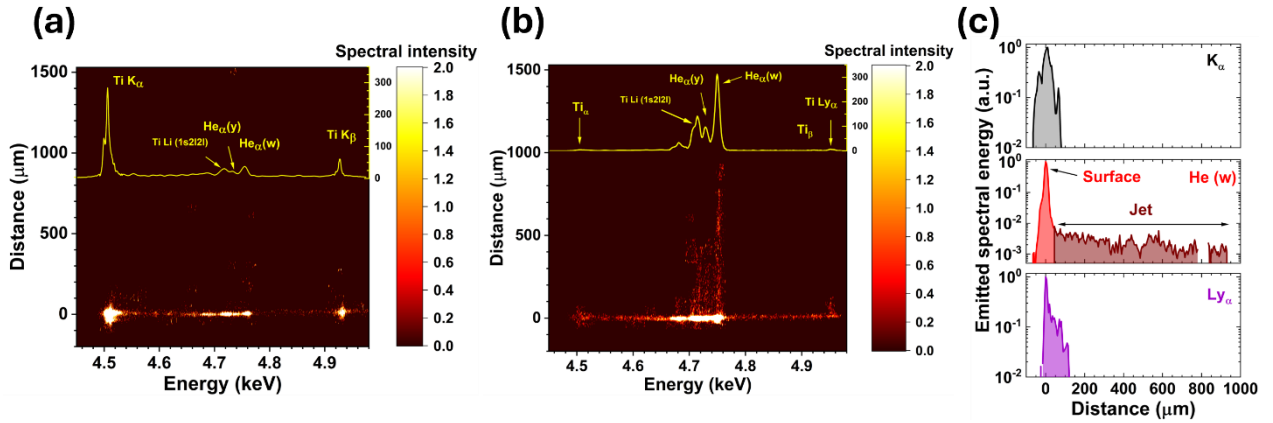 (a)
Spectral intensity
1500
1000
500
0
Distance (μm)
Ti Kα
Ti Li (1s2l2l)
Heα(y)
Heα(w)
Ti Kβ
300
200
100
0
2.0
1.8
1.6
1.4
1.2
1.0
0.8
0.6
0.4
0.2
0.0
4.5 4.6 4.7 4.8 4.9
Energy (keV)
(b)
Spectral intensity
1500
1000
500
0
Distance (μm)
Tiα
Ti Li (1s2l2l)
Heα(y)
Heα(w)
Ti Lyα
Tiβ
300
200
100
0
2.0
1.8
1.6
1.4
1.2
1.0
0.8
0.6
0.4
0.2
0.0
4.5 4.6 4.7 4.8 4.9
Energy (keV)
(c)
Emitted spectral energy (a.u.)
10⁰
10⁻¹
10⁻²
Kα
10⁰
10⁻¹
10⁻²
10⁻³
Surface
He (w)
Jet
10⁰
10⁻¹
10⁻²
Lyα
0 200 400 600 800 1000
Distance (μm)